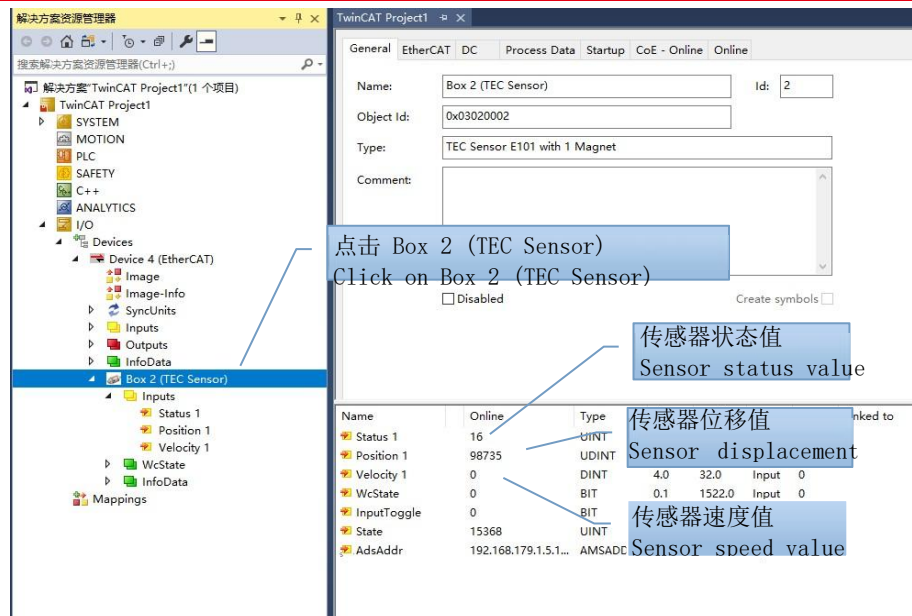 解决方案资源管理器
搜索解决方案资源管理器(Ctrl+;)
解决方案"TwinCAT Project1"(1 个项目)
TwinCAT Project1
SYSTEM
MOTION
PLC
SAFETY
C++
ANALYTICS
I/O
Devices
Device 4 (EtherCAT)
Image
Image-Info
SyncUnits
Inputs
Outputs
InfoData
Box 2 (TEC Sensor)
Inputs
Status 1
Position 1
Velocity 1
WcState
InfoData
Mappings
TwinCAT Project1
General EtherCAT DC Process Data Startup CoE - Online Online
Name: Box 2 (TEC Sensor) Id: 2
Object Id: 0x03020002
Type: TEC Sensor E101 with 1 Magnet
Comment:
点击 Box 2 (TEC Sensor)
Click on Box 2 (TEC Sensor)
Disabled Create symbols
传感器状态值
Sensor status value
Name Online Type nked to
Status 1 16 UINT
Position 1 98735 UDINT
Velocity 1 0 DINT 4.0 32.0 Input 0
WcState 0 BIT 0.1 1522.0 Input 0
InputToggle 0 BIT
State 15368 UINT
AdsAddr 192.168.179.1.5.1... AMSADD
传感器位移值
Sensor displacement
传感器速度值
Sensor speed value